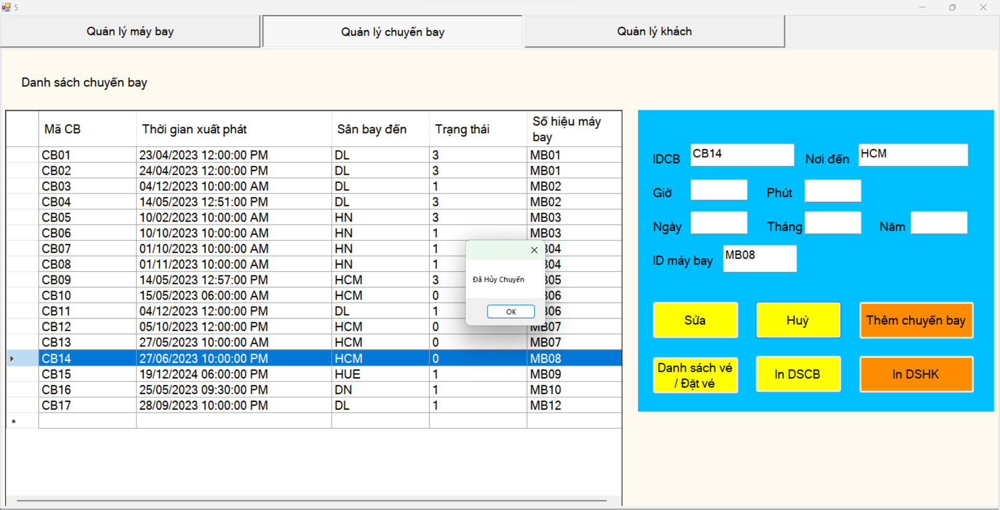 5
Quản lý máy bay
Quản lý chuyến bay
Quản lý khách
Danh sách chuyến bay
Mã CB Thời gian xuất phát Sân bay đến Trạng thái Số hiệu máy bay
CB01 23/04/2023 12:00:00 PM DL 3 MB01
CB02 24/04/2023 12:00:00 PM DL 3 MB01
CB03 04/12/2023 10:00:00 AM DL 1 MB02
CB04 14/05/2023 12:51:00 PM DL 3 MB02
CB05 10/02/2023 10:00:00 AM HN 3 MB03
CB06 10/10/2023 10:00:00 AM HN 1 MB03
CB07 01/10/2023 10:00:00 AM HN 1 04
CB08 01/11/2023 10:00:00 AM HN 1 04
CB09 14/05/2023 12:57:00 PM HCM 3 05
CB10 15/05/2023 06:00:00 AM HCM 0 06
CB11 04/12/2023 12:00:00 PM DL 1 06
CB12 05/10/2023 12:00:00 PM HCM 0 MB07
CB13 27/05/2023 10:00:00 AM HCM 0 MB07
CB14 27/06/2023 10:00:00 PM HCM 0 MB08
CB15 19/12/2024 06:00:00 PM HUE 1 MB09
CB16 25/05/2023 09:30:00 PM DN 1 MB10
CB17 28/09/2023 10:00:00 PM DL 1 MB12
Đã Hủy Chuyến
OK
IDCB CB14 Nơi đến HCM
Giờ Phút
Ngày Tháng Năm
ID máy bay MB08
Sửa
Huỷ
Thêm chuyến bay
Danh sách vé
/ Đặt vé
In DSCB
In DSHK